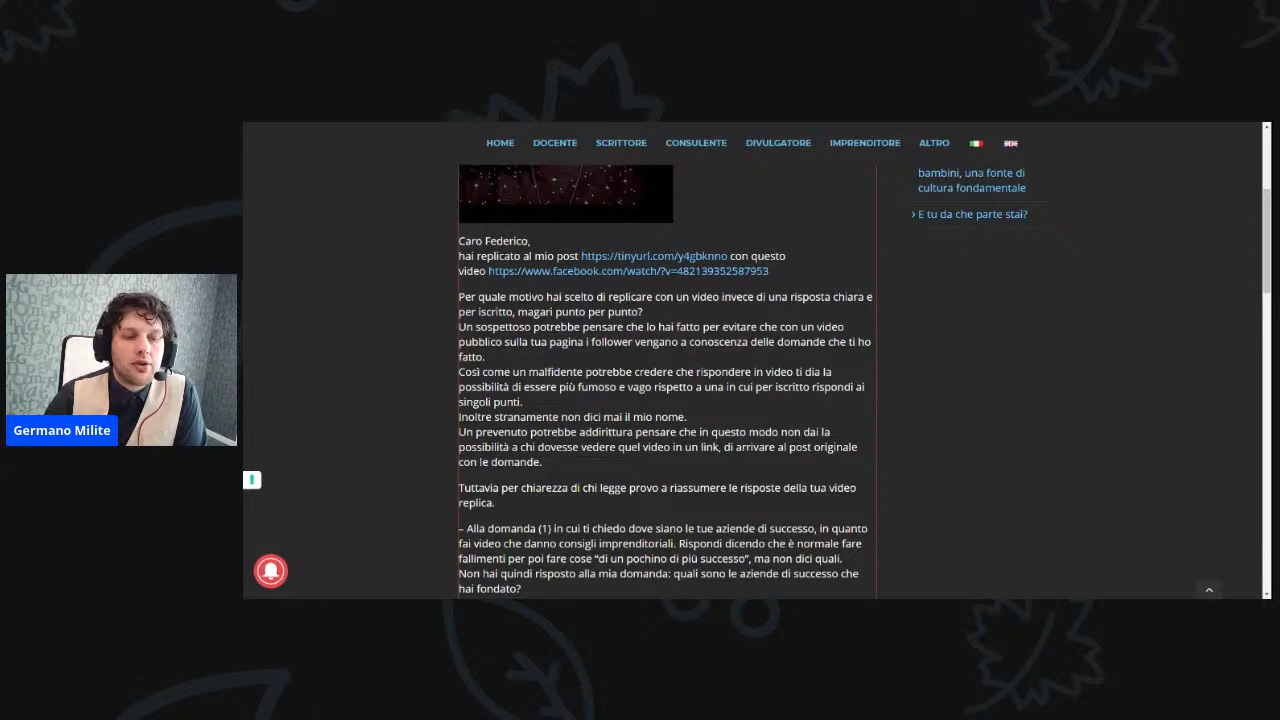 HOME DOCENTE SCRITTORE CONSULENTE DIVULGATORE IMPRENDITORE ALTRO
bambini, una fonte di
cultura fondamentale
› E tu da che parte stai?
Caro Federico,
hai replicato al mio post https://tinyurl.com/y4gbknno con questo
video https://www.facebook.com/watch/?v=482139352587953
Per quale motivo hai scelto di replicare con un video invece di una risposta chiara e
per iscritto, magari punto per punto?
Un sospettoso potrebbe pensare che lo hai fatto per evitare che con un video
pubblico sulla tua pagina i follower vengano a conoscenza delle domande che ti ho
fatto.
Così come un malfidente potrebbe credere che rispondere in video ti dia la
possibilità di essere più fumoso e vago rispetto a una in cui per iscritto rispondi ai
singoli punti.
Inoltre stranamente non dici mai il mio nome.
Un prevenuto potrebbe addirittura pensare che in questo modo non dai la
possibilità a chi dovesse vedere quel video in un link, di arrivare al post originale
con le domande.
Tuttavia per chiarezza di chi legge provo a riassumere le risposte della tua video
replica.
– Alla domanda (1) in cui ti chiedo dove siano le tue aziende di successo, in quanto
fai video che danno consigli imprenditoriali. Rispondi dicendo che è normale fare
fallimenti per poi fare cose “di un pochino di più successo”, ma non dici quali.
Non hai quindi risposto alla mia domanda: quali sono le aziende di successo che
hai fondato?
Germano Milite